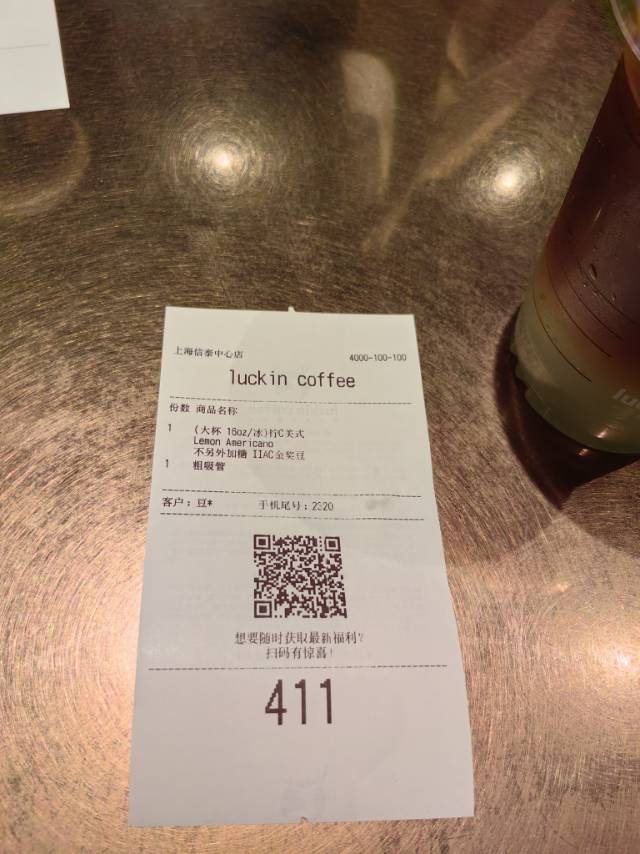 上海信泰中心店 4000-100-100
luckin coffee
份数 商品名称
1 (大杯 16oz/冰)柠C美式
Lemon Americano
不另外加糖 IIAC金奖豆
1 粗吸管
客户：豆* 手机尾号：2320
想要随时获取最新福利？
扫码有惊喜！
411